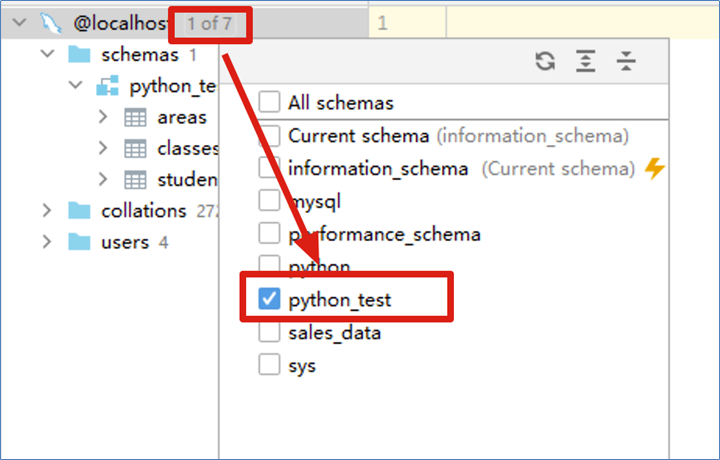 @localhost 1 of 7
1
schemas 1
python_te
areas
classes
studen
collations 272
users 4
All schemas
Current schema (information_schema)
information_schema (Current schema)
mysql
performance_schema
python
python_test
sales_data
sys